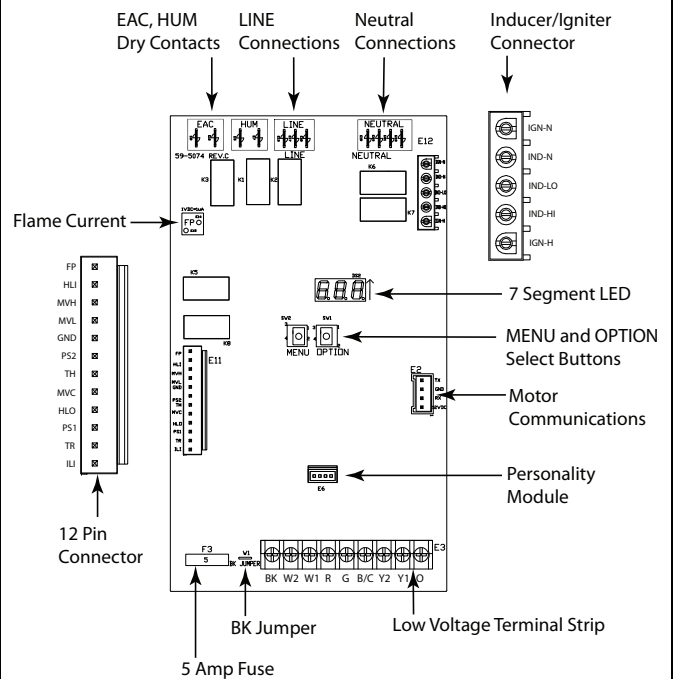 EAC, HUM
Dry Contacts
LINE
Connections
Neutral
Connections
Inducer/Igniter
Connector
EAC
HUM
LINE
NEUTRAL
59-5074 REV.C
LINE
NEUTRAL
E12
K3
K1
K2
K6
K7
IGN-N
IND-N
IND-LO
IND-HI
IGN-H
1VDC=1uA
FP
Flame Current
FP
HLI
MVH
MVL
GND
PS2
TH
MVC
HLO
PS1
TR
ILI
12 Pin
Connector
K5
K8
DS2
7 Segment LED
SW2
SW1
MENU
OPTION
MENU and OPTION
Select Buttons
E11
FP
HLI
MVH
MVL
GND
PS2
TH
MVC
HLO
PS1
TR
ILI
E2
TX
GND
RX
12VDC
Motor
Communications
E6
Personality
Module
F3
5
W1
BK JUMPER
E3
BK W2 W1 R G B/C Y2 Y1 O
BK Jumper
Low Voltage Terminal Strip
5 Amp Fuse